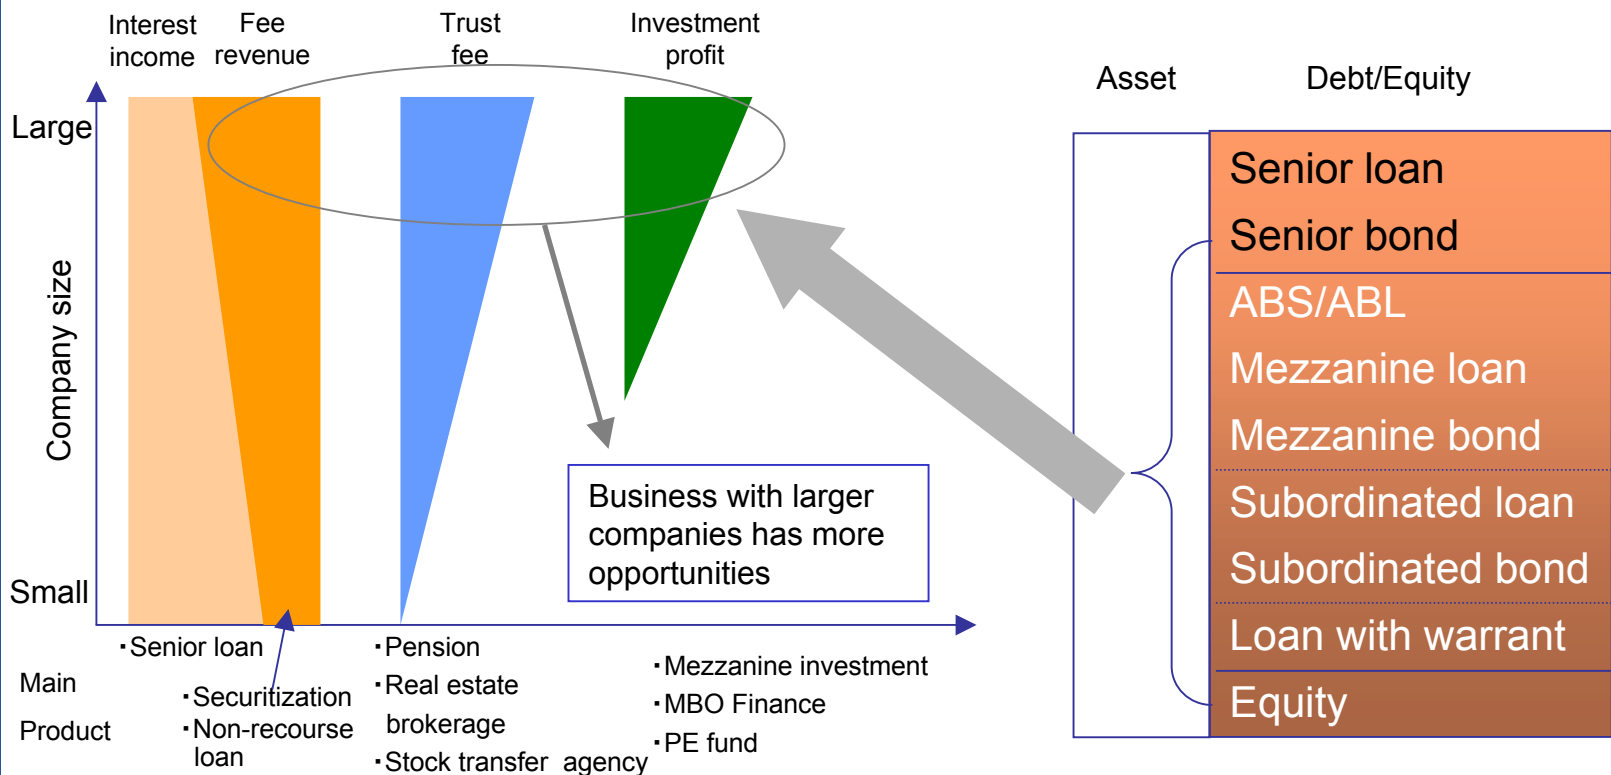 Interest
income
Fee
revenue
Trust
fee
Investment
profit
Large
Company size
Small
Business with larger
companies has more
opportunities
Main
Product
・Senior loan
・Securitization
・Non-recourse
loan
・Pension
・Real estate
brokerage
・Stock transfer agency
・Mezzanine investment
・MBO Finance
・PE fund
Asset
Debt/Equity
Senior loan
Senior bond
ABS/ABL
Mezzanine loan
Mezzanine bond
Subordinated loan
Subordinated bond
Loan with warrant
Equity